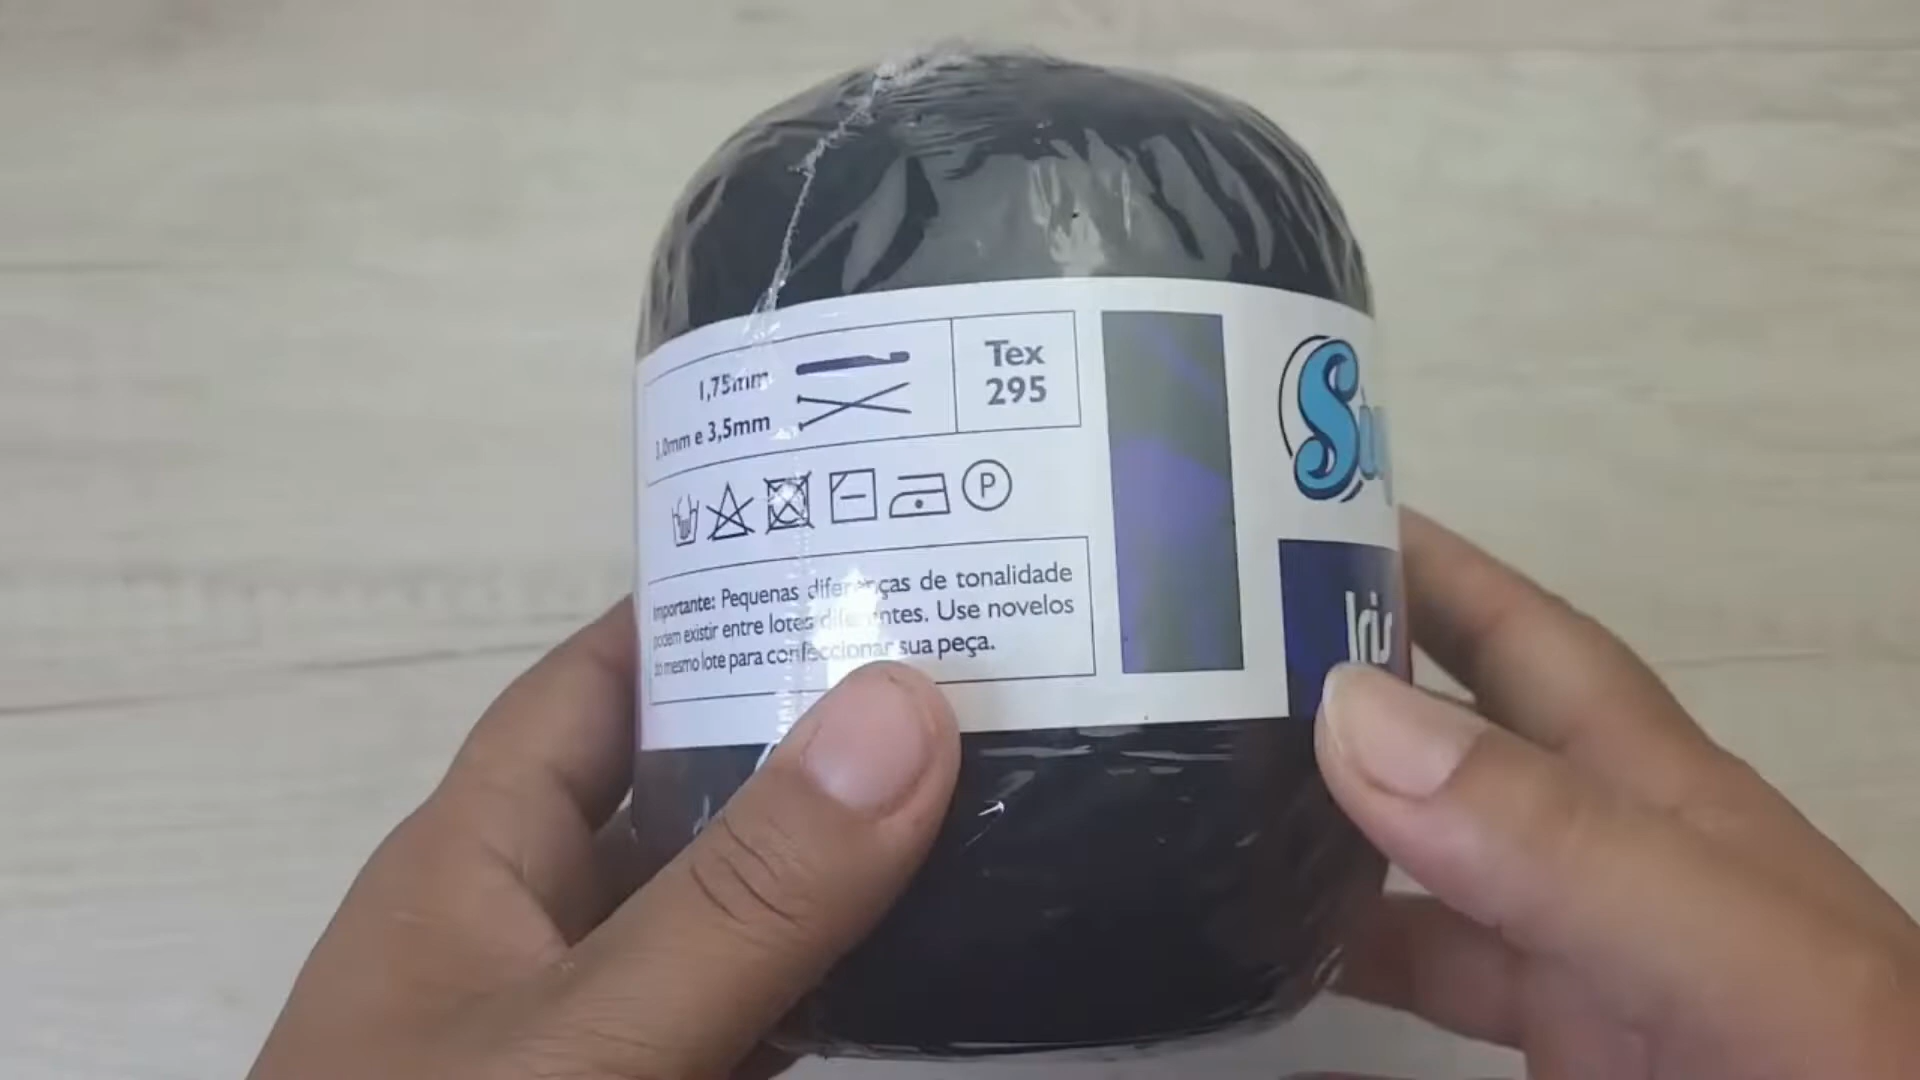 1,75mm
3,0mm e 3,5mm
Tex
295
P
Importante: Pequenas diferenças de tonalidade
podem existir entre lotes diferentes. Use novelos
do mesmo lote para confeccionar sua peça.